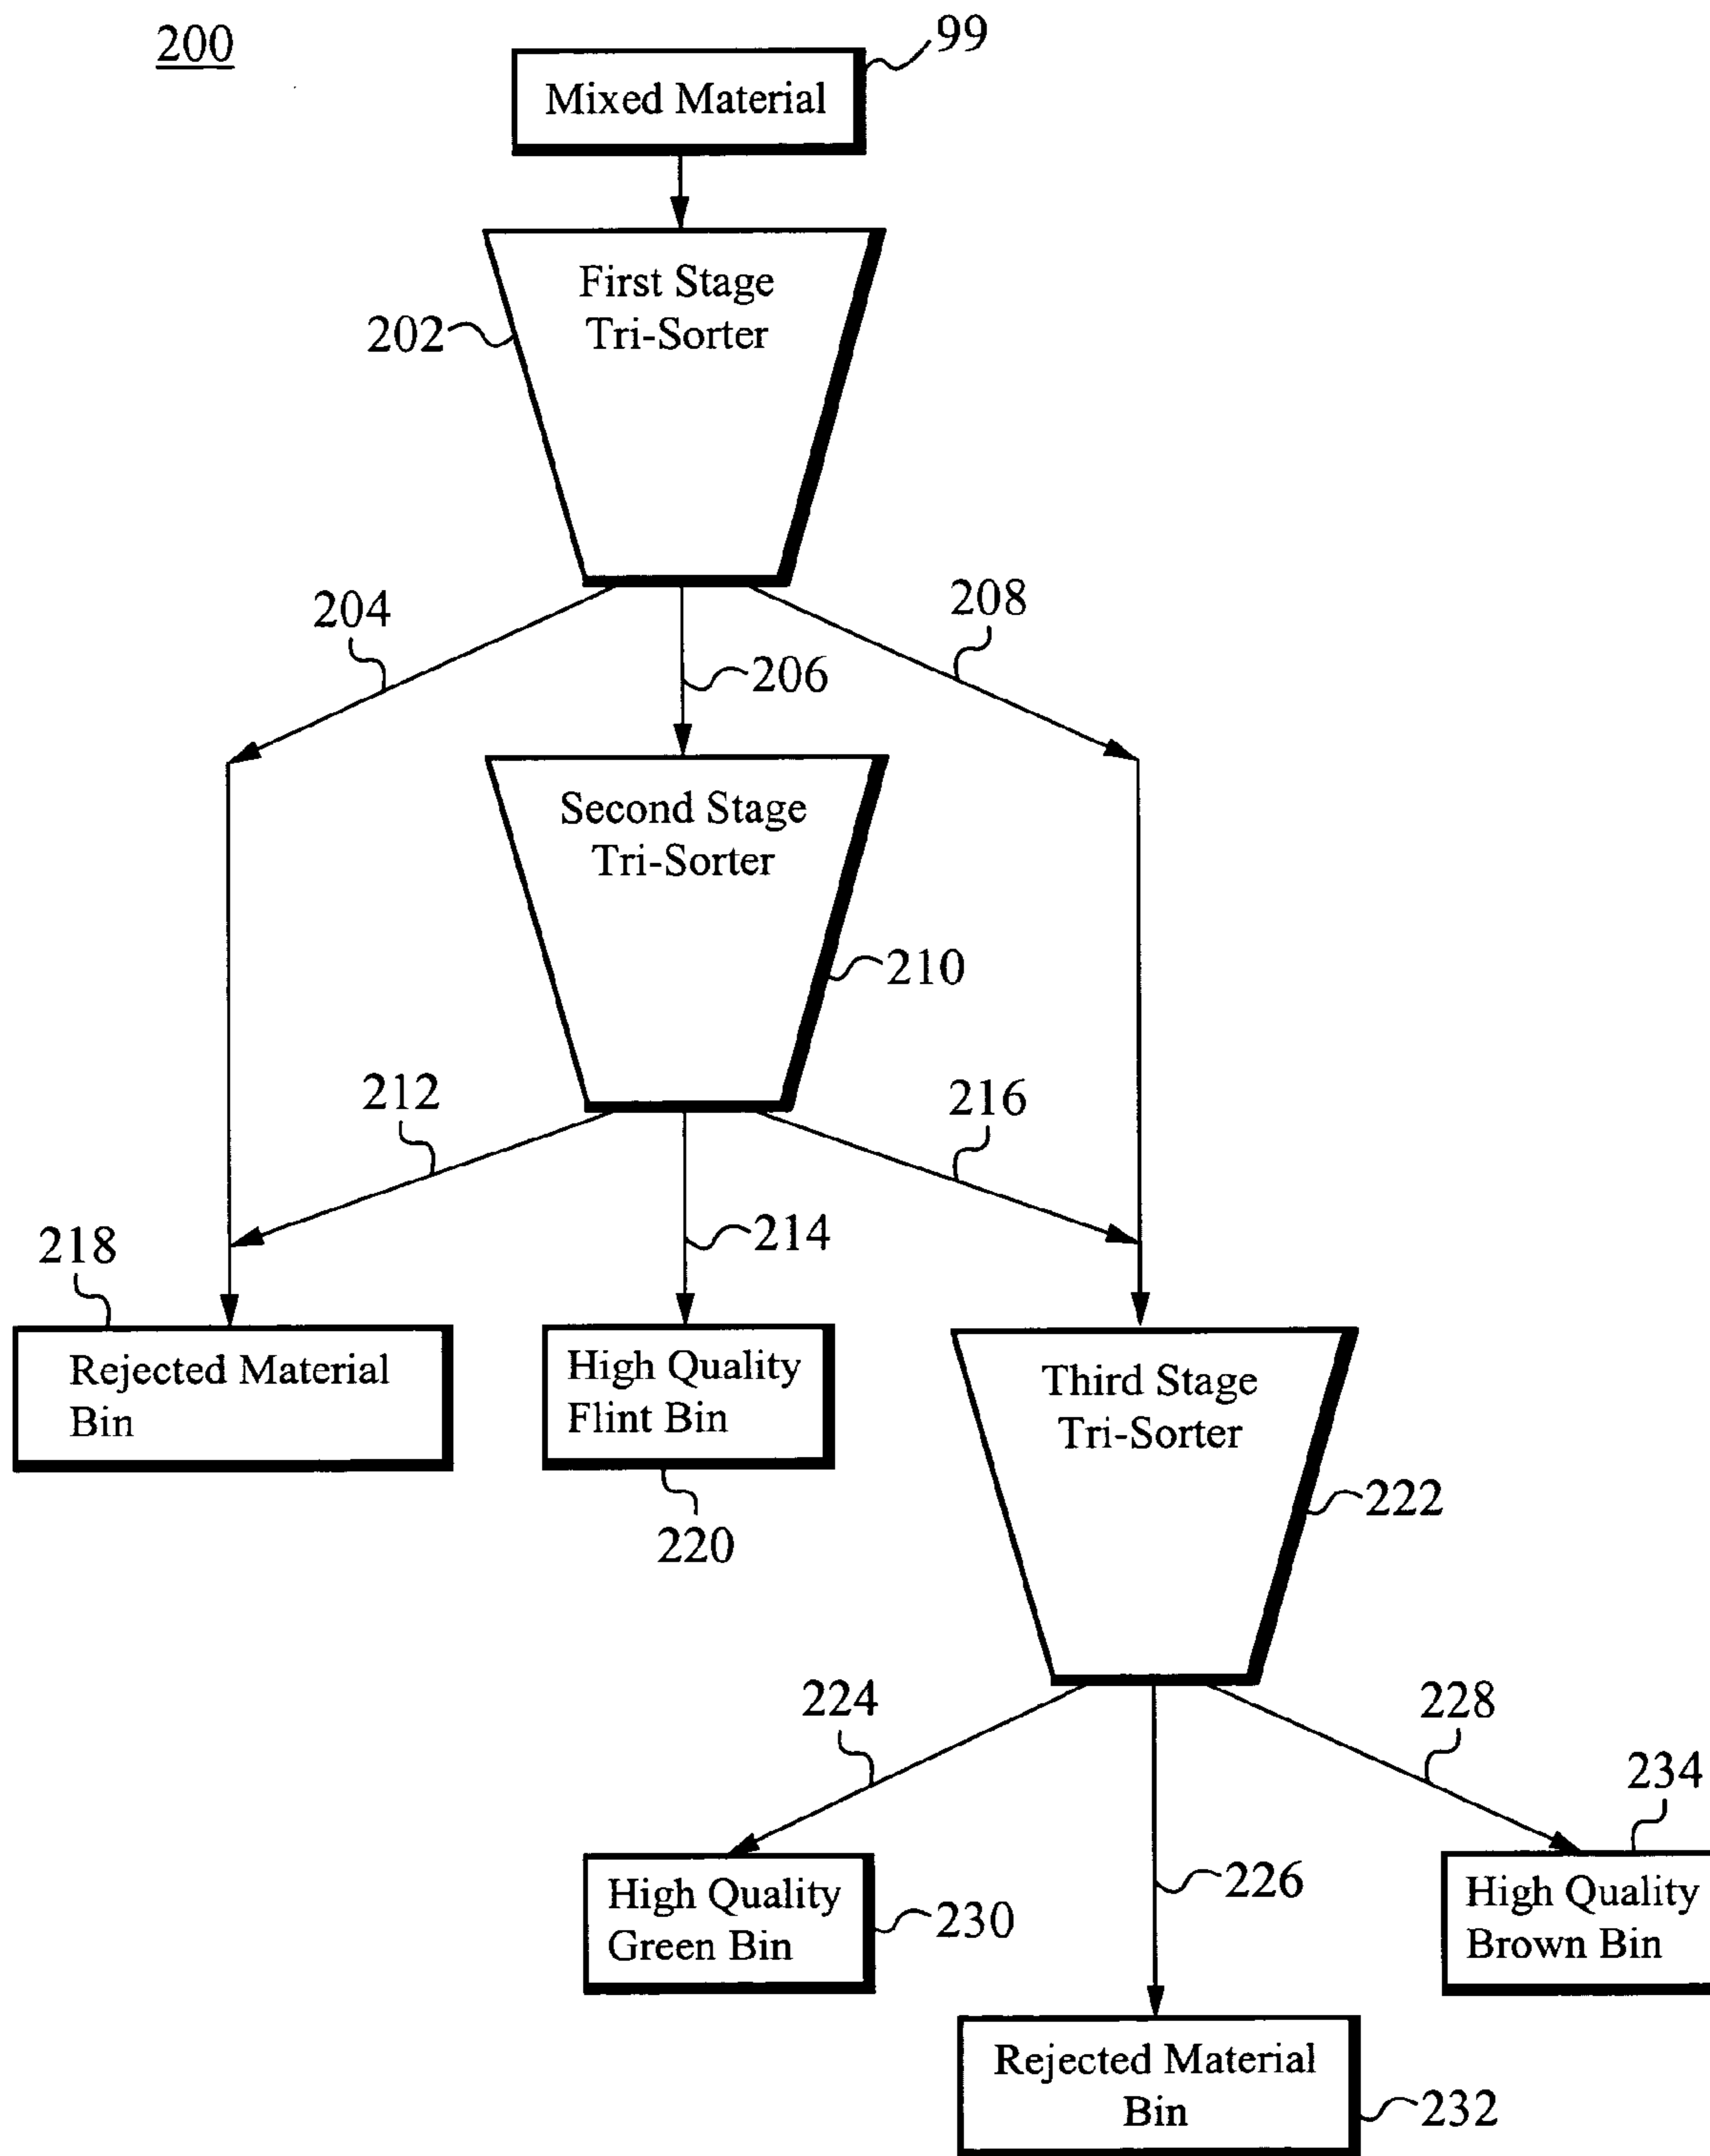 200
99
Mixed Material
First Stage
Tri-Sorter
202
204
208
206
Second Stage
Tri-Sorter
210
212
216
214
218
Rejected Material
Bin
High Quality
Flint Bin
220
Third Stage
Tri-Sorter
222
224
228
234
226
High Quality
Green Bin
230
High Quality
Brown Bin
Rejected Material
Bin
232